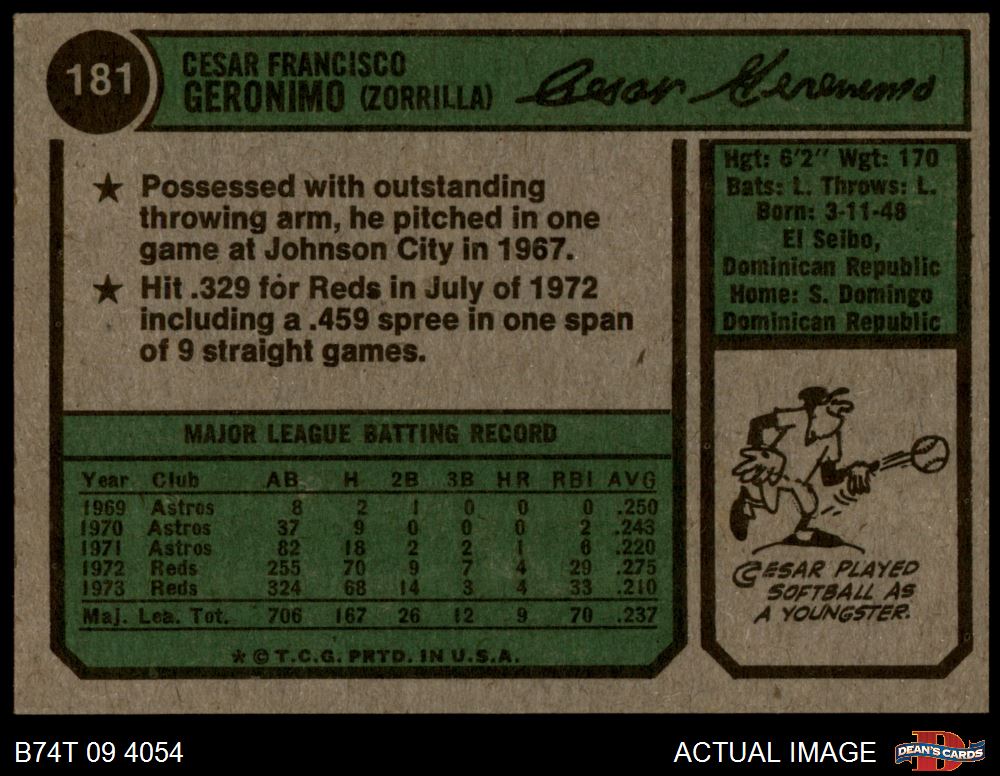 181
CESAR FRANCISCO
GERONIMO (ZORRILLA)
Cesar Geronimo
★ Possessed with outstanding
throwing arm, he pitched in one
game at Johnson City in 1967.
★ Hit .329 for Reds in July of 1972
including a .459 spree in one span
of 9 straight games.
Hgt: 6'2" Wgt: 170
Bats: L. Throws: L.
Born: 3-11-48
El Seibo,
Dominican Republic
Home: S. Domingo
Dominican Republic
MAJOR LEAGUE BATTING RECORD
Year Club AB H 2B 3B HR RBI AVG
1969 Astros 8 2 1 0 0 0 .250
1970 Astros 37 9 0 0 0 2 .243
1971 Astros 82 18 2 2 1 6 .220
1972 Reds 255 70 9 7 4 29 .275
1973 Reds 324 68 14 3 4 33 .210
Maj. Lea. Tot. 706 167 26 12 9 70 .237
* © T.C.G. PRTD. IN U.S.A.
CESAR PLAYED
SOFTBALL AS
A YOUNGSTER.
B74T 09 4054
ACTUAL IMAGE
DEAN'S CARDS